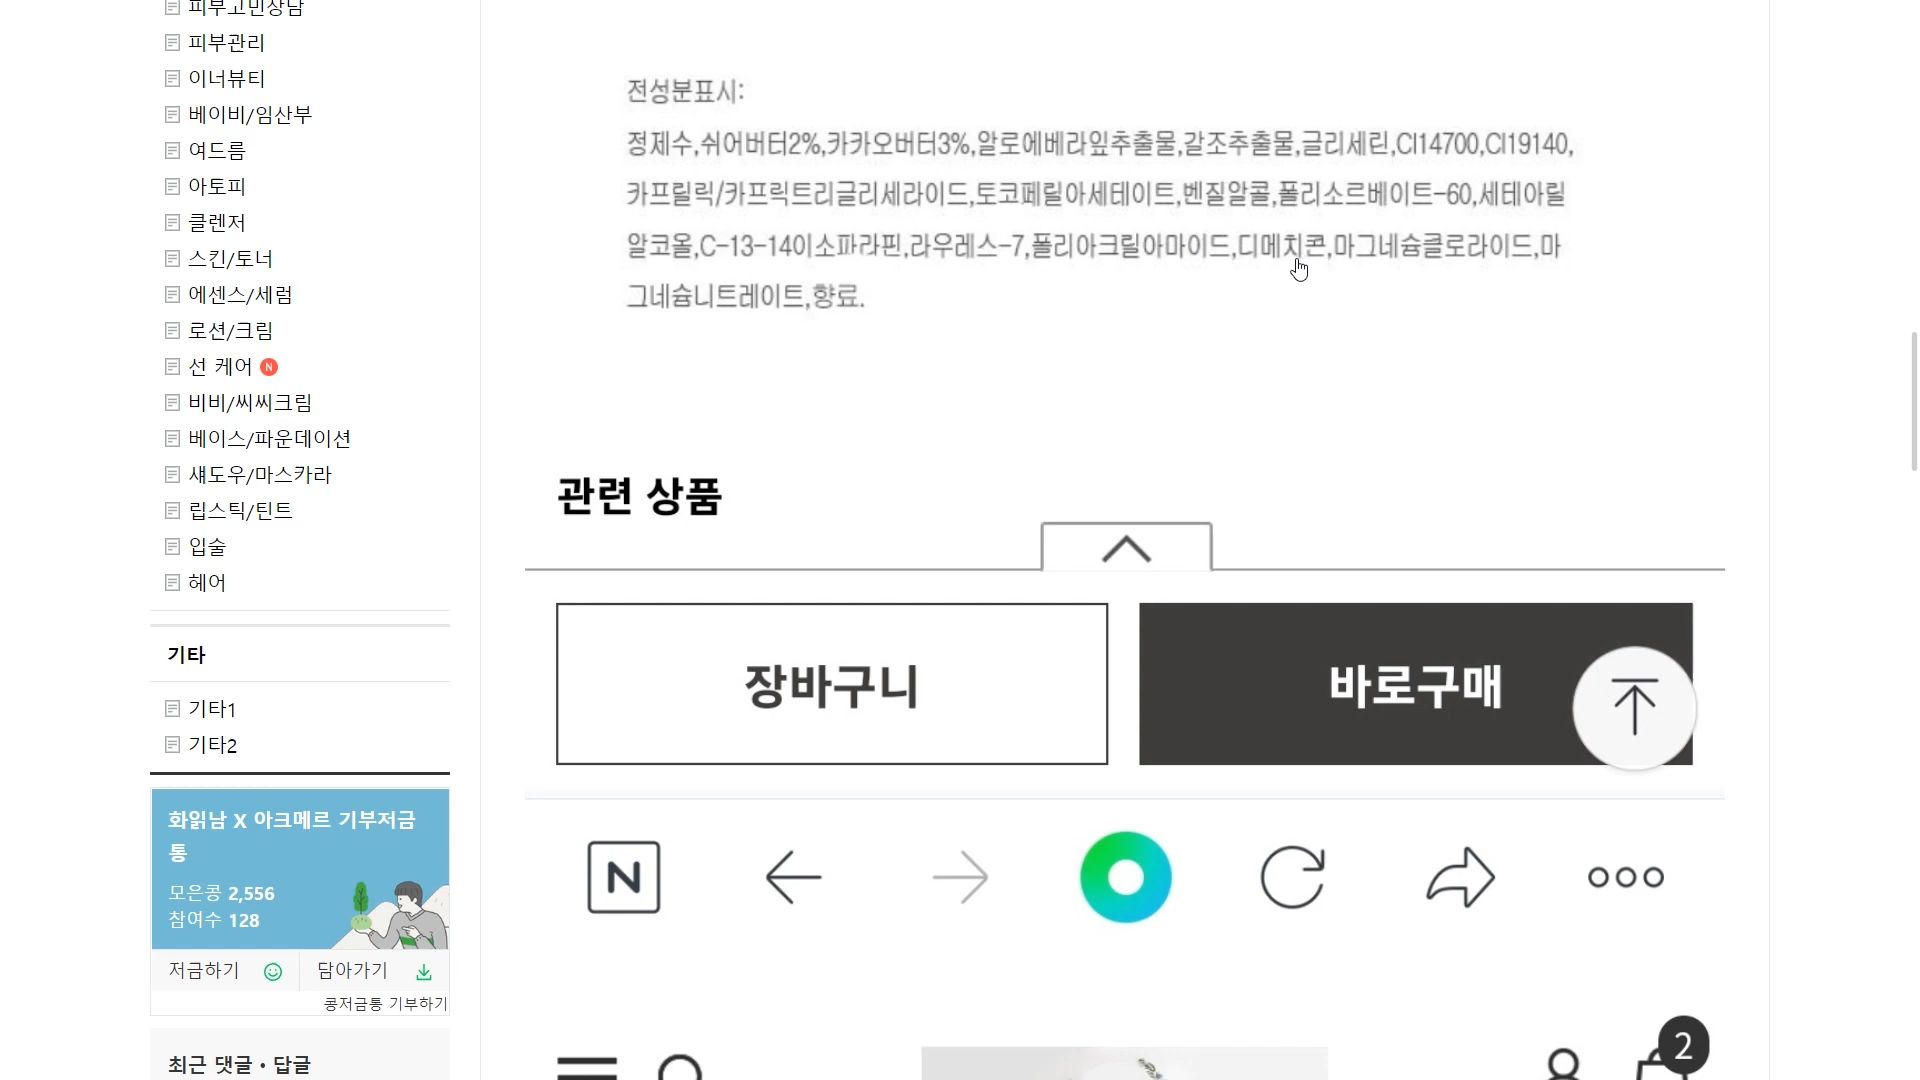 피부고민상담
피부관리
이너뷰티
베이비/임산부
여드름
아토피
클렌저
스킨/토너
에센스/세럼
로션/크림
선 케어 N
비비/씨씨크림
베이스/파운데이션
섀도우/마스카라
립스틱/틴트
입술
헤어
기타
기타1
기타2
화읽남 X 아크메르 기부저금
통
모은콩 2,556
참여수 128
저금하기 담아가기
콩저금통 기부하기
최근 댓글 • 답글
전성분표시:
정제수,쉬어버터2%,카카오버터3%,알로에베라잎추출물,갈조추출물,글리세린,CI14700,CI19140,
카프릴릭/카프릭트리글리세라이드,토코페릴아세테이트,벤질알콜,폴리소르베이트-60,세테아릴
알코올,C-13-14이소파라핀,라우레스-7,폴리아크릴아마이드,디메치콘,마그네슘클로라이드,마
그네슘니트레이트,향료.
관련 상품
장바구니
바로구매
N
2